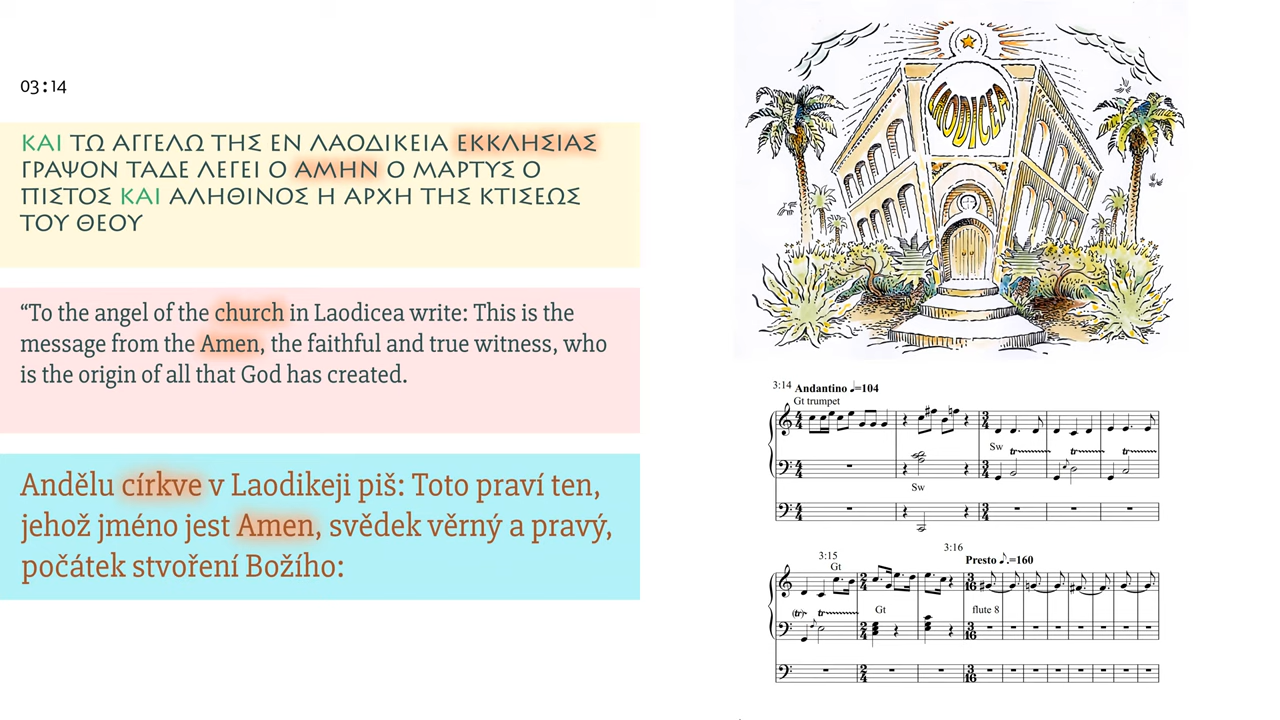 03:14
ΚΑΙ ΤΩ ΑΓΓΕΛΩ ΤΗΣ ΕΝ ΛΑΟΔΙΚΕΙΑ ΕΚΚΛΗΣΙΑΣ
ΓΡΑΨΟΝ ΤΑΔΕ ΛΕΓΕΙ Ο ΑΜΗΝ Ο ΜΑΡΤΥΣ Ο
ΠΙΣΤΟΣ ΚΑΙ ΑΛΗΘΙΝΟΣ Η ΑΡΧΗ ΤΗΣ ΚΤΙΣΕΩΣ
ΤΟΥ ΘΕΟΥ
“To the angel of the church in Laodicea write: This is the
message from the Amen, the faithful and true witness, who
is the origin of all that God has created.
Andělu církve v Laodikeji piš: Toto praví ten,
jehož jméno jest Amen, svědek věrný a pravý,
počátek stvoření Božího:
LAODICEA
3:14 Andantino ♩=104
Gt trumpet
Sw
Sw
3:15
Gt
3:16
Presto ♪.=160
Gt
flute 8